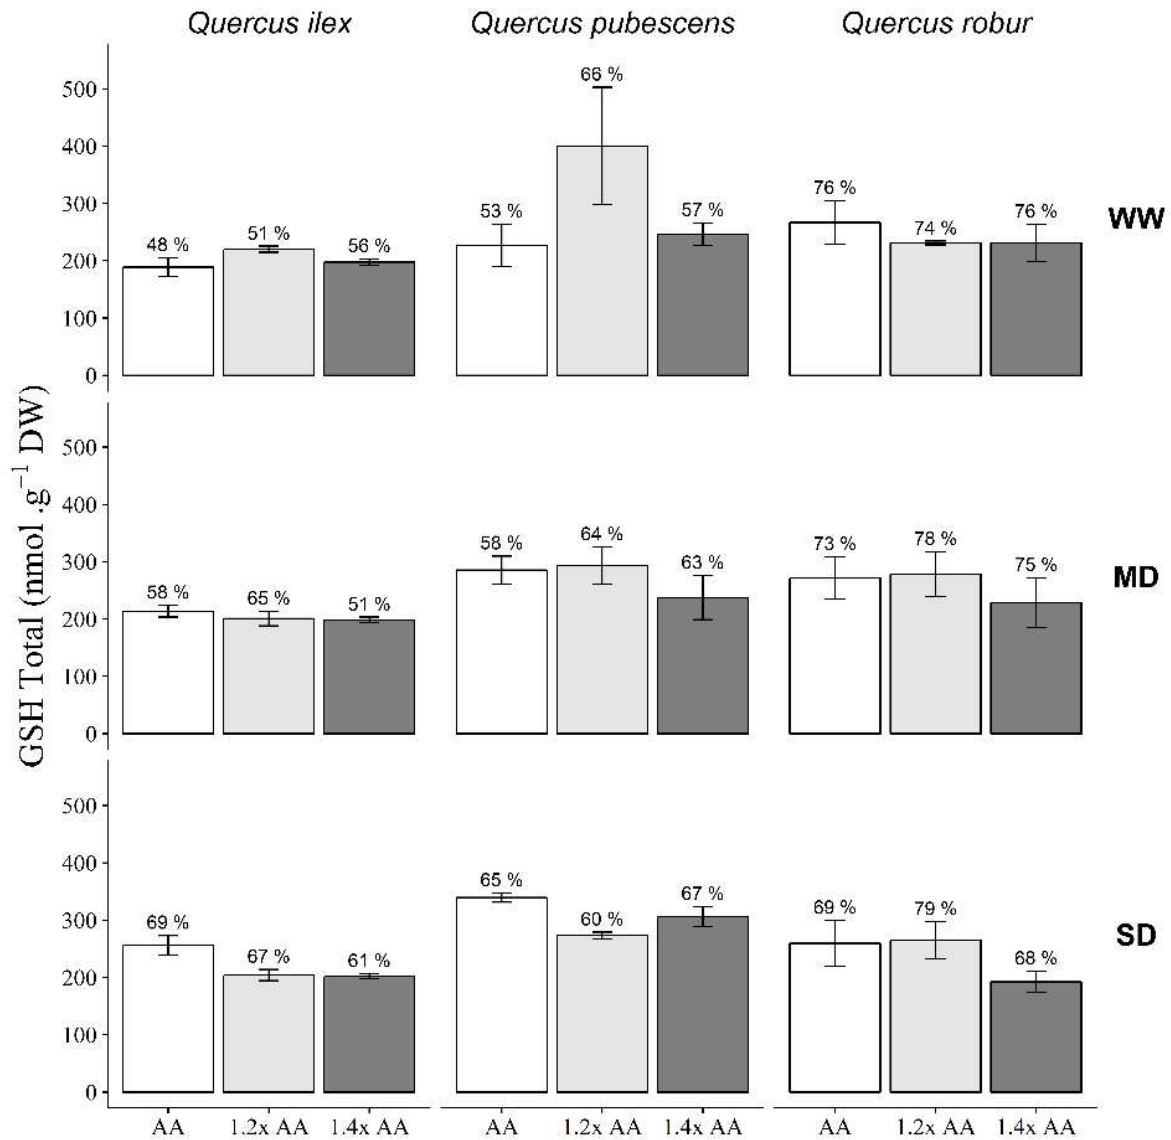 Quercus ilex Quercus pubescens Quercus robur
66 %
500
400
300
200
100
0
48 % 51 % 56 %
53 % 57 %
76 % 74 % 76 %
WW
GSH Total (nmol .g⁻¹ DW)
500
400
300
200
100
0
58 % 65 % 51 %
58 % 64 % 63 %
73 % 78 % 75 %
MD
500
400
300
200
100
0
69 % 67 % 61 %
65 % 60 % 67 %
69 % 79 % 68 %
SD
AA 1.2x AA 1.4x AA AA 1.2x AA 1.4x AA AA 1.2x AA 1.4x AA